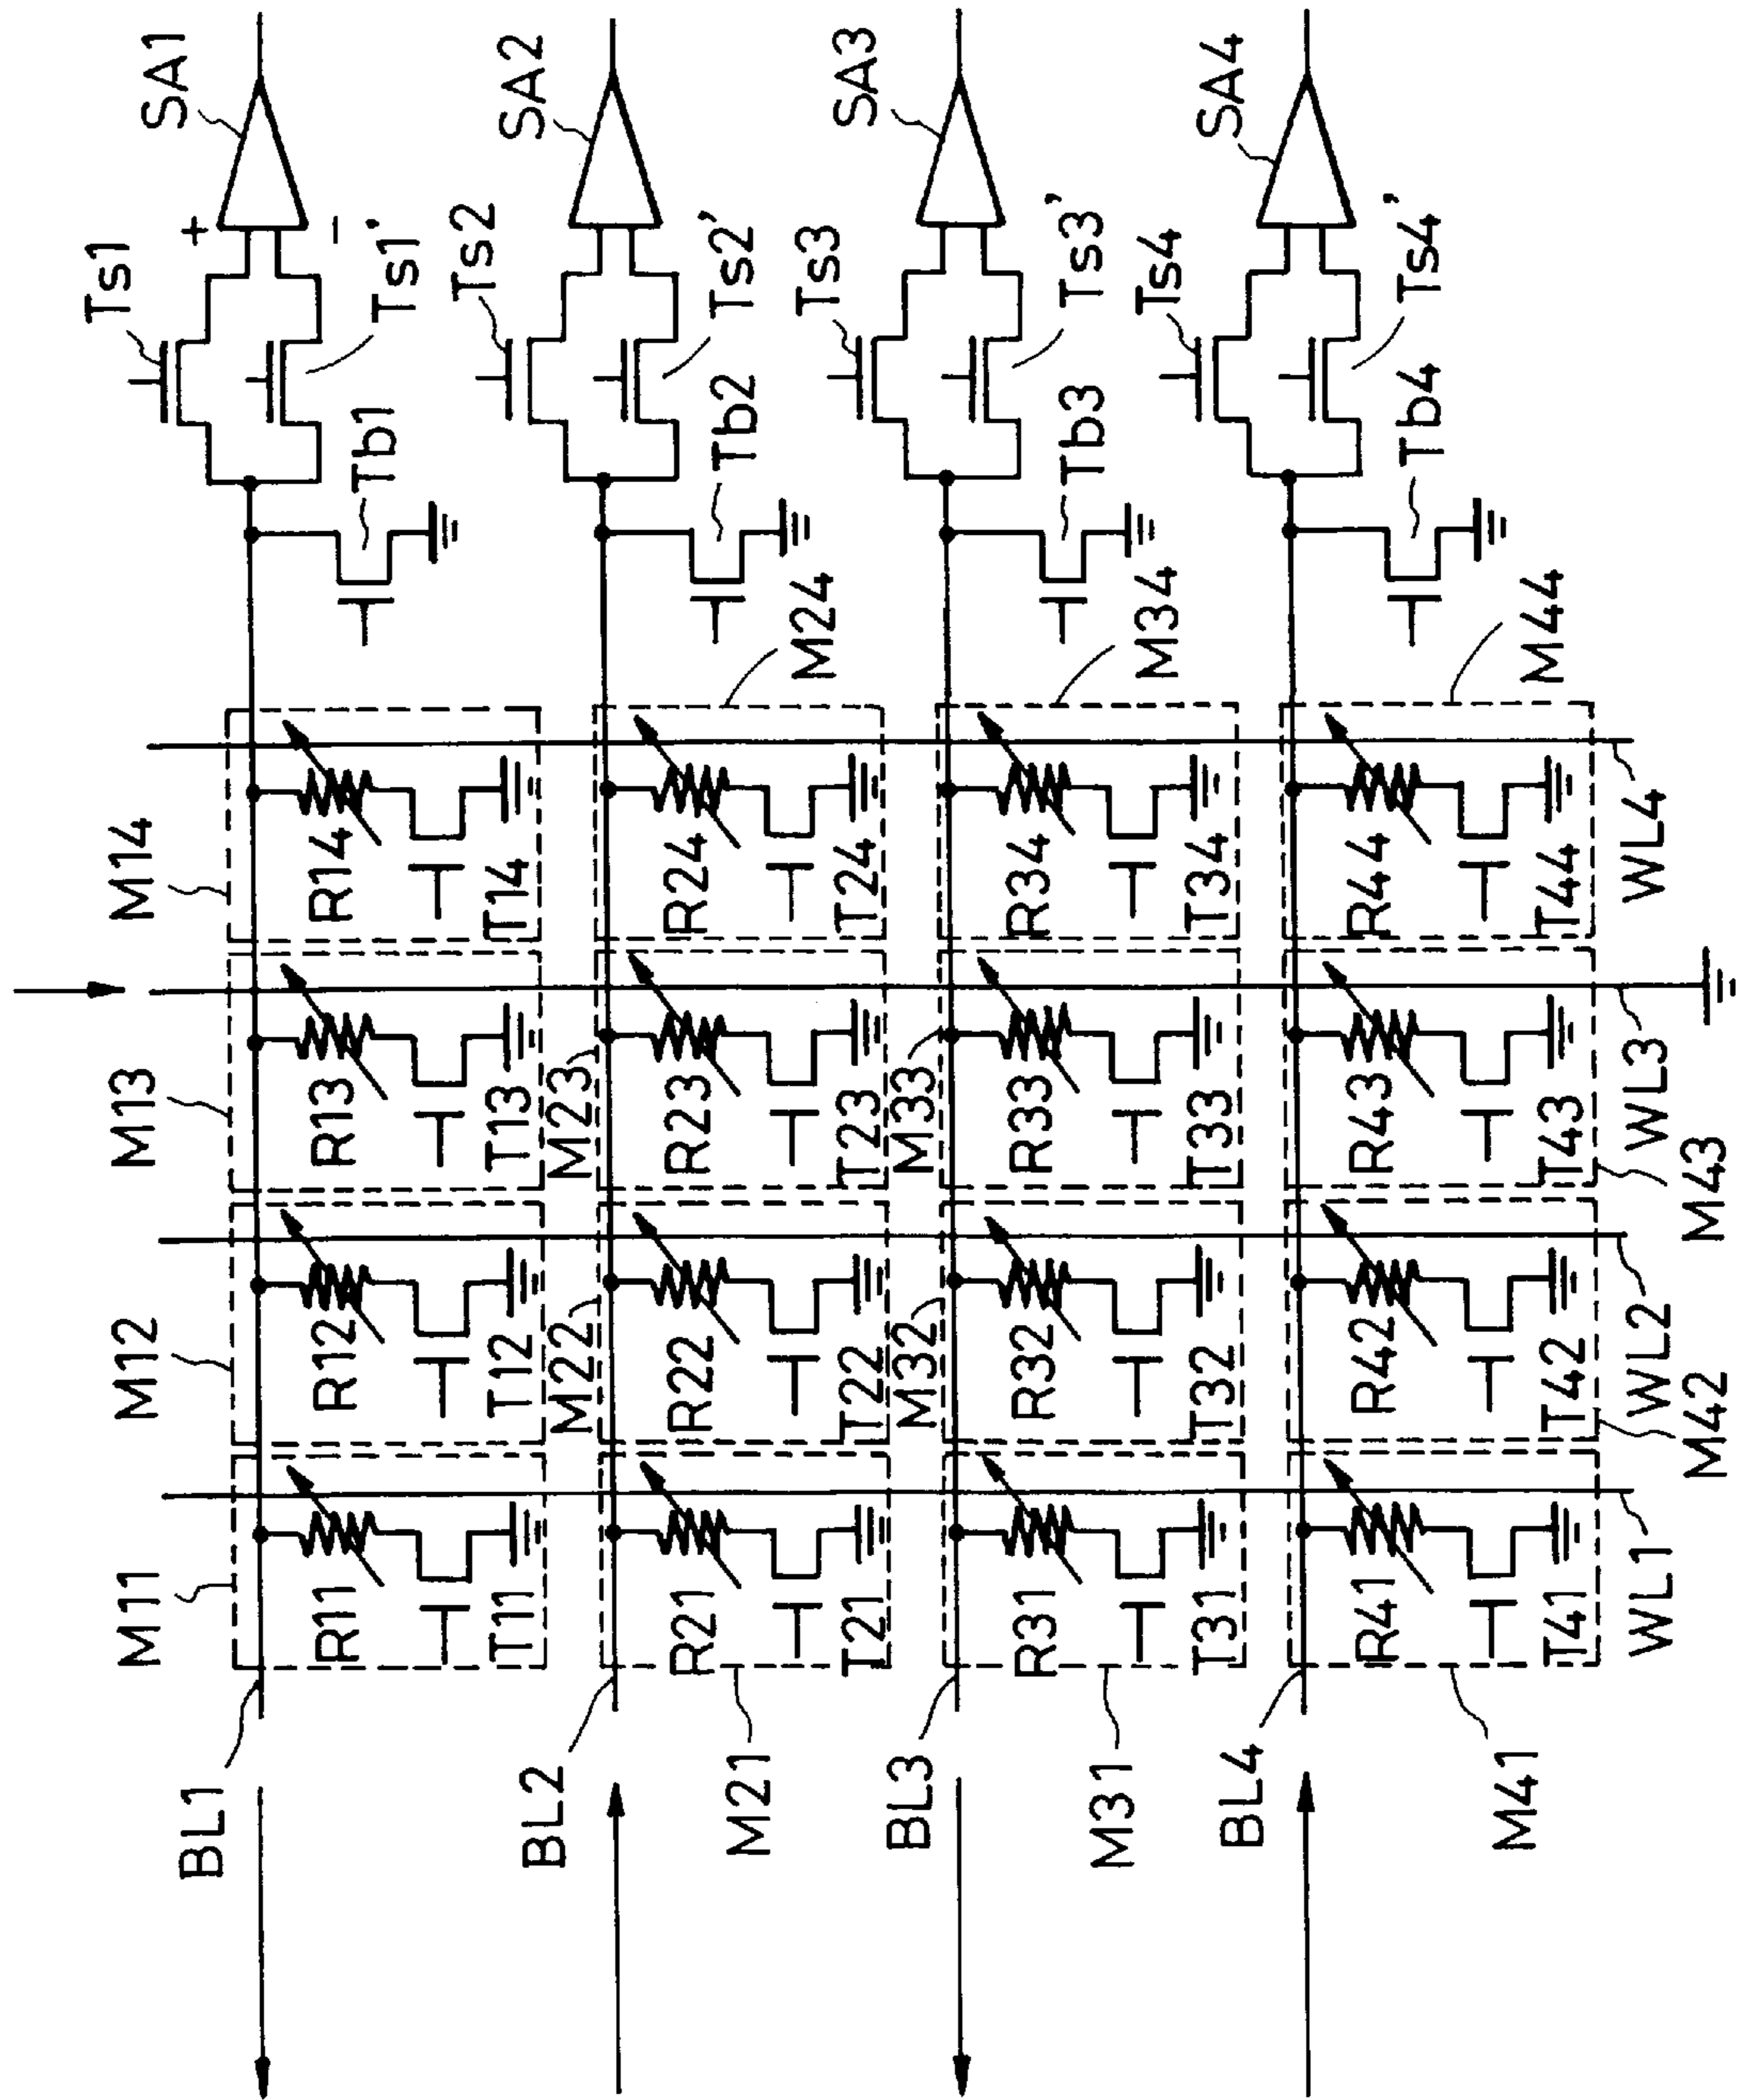 SA1
SA2
SA3
SA4
+
−
Ts1
Ts1'
Ts2
Ts2'
Ts3
Ts3'
Ts4
Ts4'
Tb1
Tb2
Tb3
Tb4
M24
M34
M44
M14
R14
T14
R24
T24
R34
T34
R44
T44
WL4
M13
R13
T13
M23
R23
T23
M33
R33
T33
R43
T43
WL3
M43
M12
R12
T12
M22
R22
T22
M32
R32
T32
R42
T42
WL2
M42
M11
R11
T11
R21
T21
R31
T31
R41
T41
WL1
BL1
BL2
M21
BL3
M31
BL4
M41